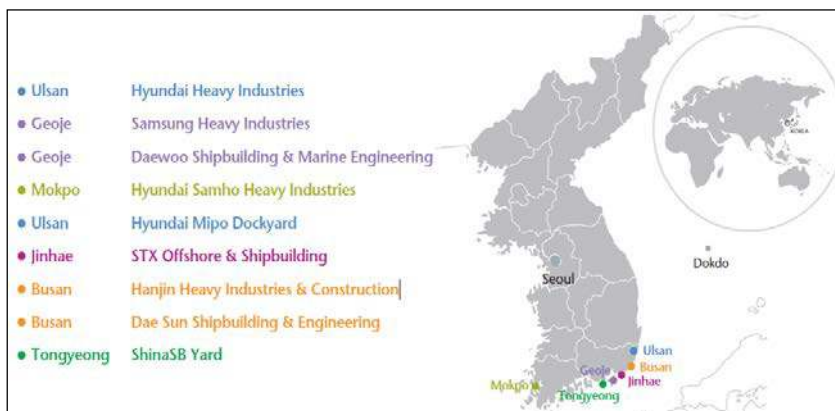 Ulsan Hyundai Heavy Industries
Geoje Samsung Heavy Industries
Geoje Daewoo Shipbuilding & Marine Engineering
Mokpo Hyundai Samho Heavy Industries
Ulsan Hyundai Mipo Dockyard
Jinhae STX Offshore & Shipbuilding
Busan Hanjin Heavy Industries & Construction
Busan Dae Sun Shipbuilding & Engineering
Tongyeong ShinaSB Yard
KOREA
Dokdo
Seoul
Ulsan
Busan
Geoje
Jinhae
Mokpo
Tongyeong